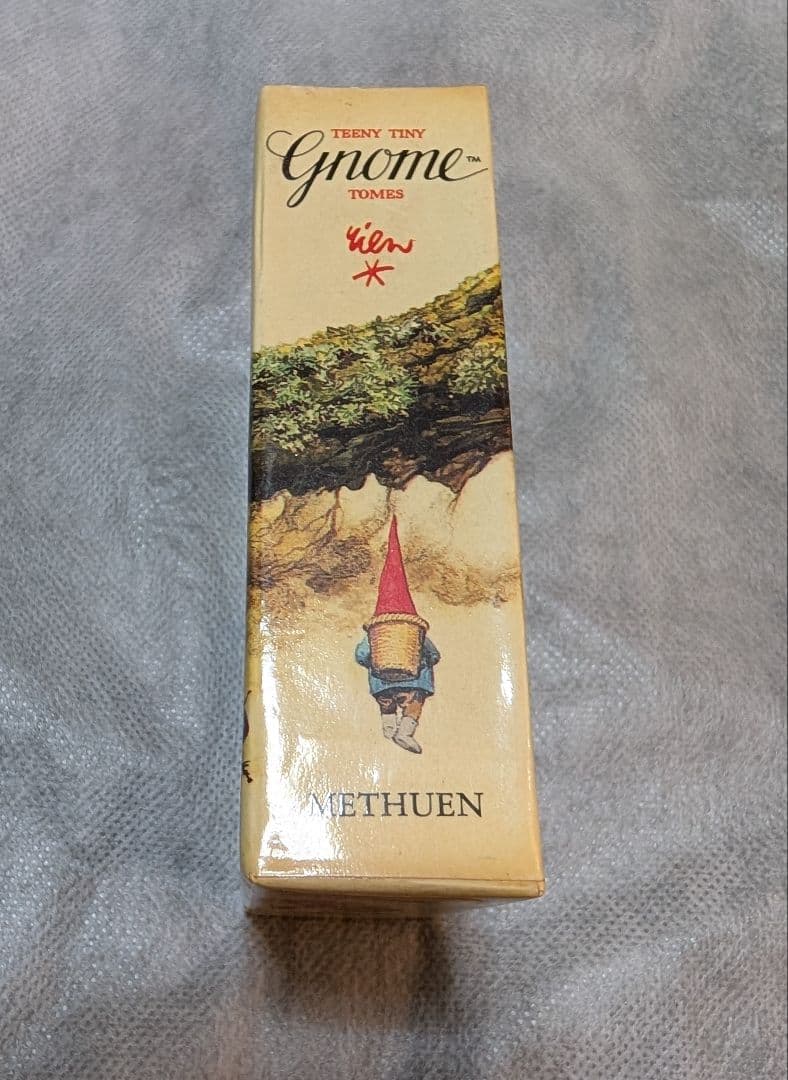 TEENY TINY
Gnome™
TOMES
Rien
*
METHUEN